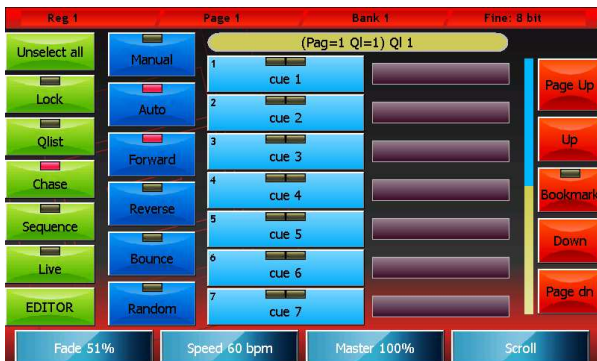 Reg 1 Page 1 Bank 1 Fine: 8 bit
(Pag=1 Ql=1) Ql 1
Unselect all
Lock
Qlist
Chase
Sequence
Live
EDITOR
Manual
Auto
Forward
Reverse
Bounce
Random
1 cue 1
2 cue 2
3 cue 3
4 cue 4
5 cue 5
6 cue 6
7 cue 7
Page Up
Up
Bookmark
Down
Page dn
Fade 51% Speed 60 bpm Master 100% Scroll